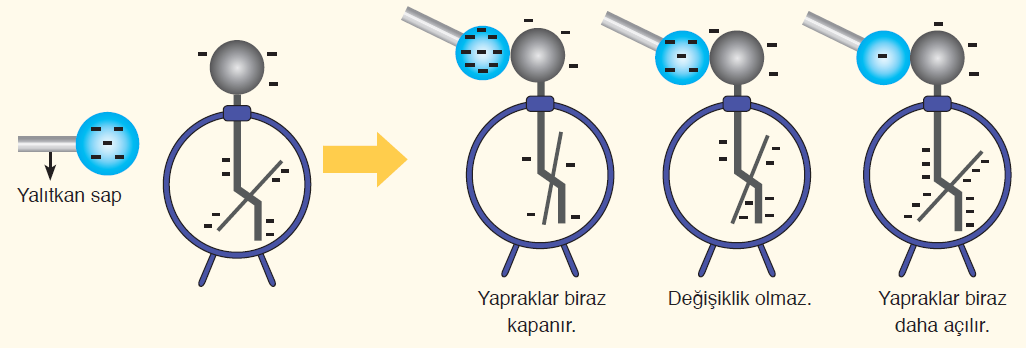 Yalıtkan sap
Yapraklar biraz
kapanır.
Değişiklik olmaz.
Yapraklar biraz
daha açılır.